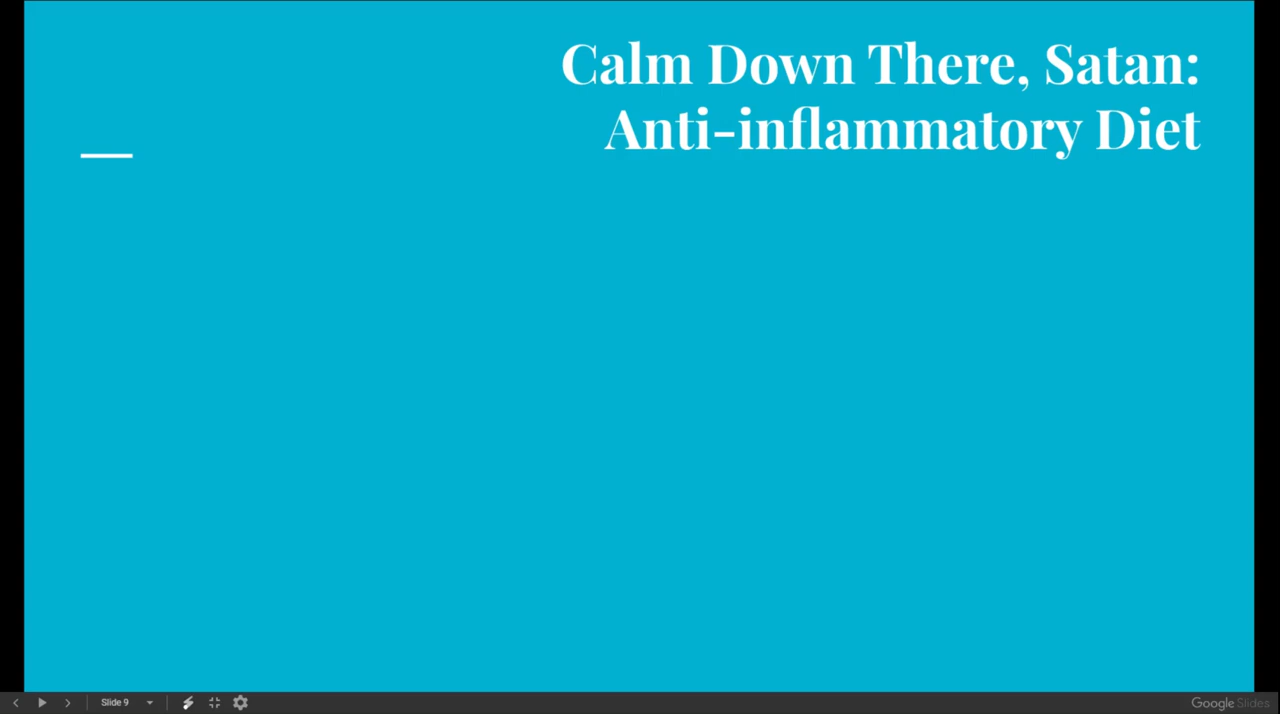 Calm Down There, Satan:
Anti-inflammatory Diet
Slide 9
Google Slides